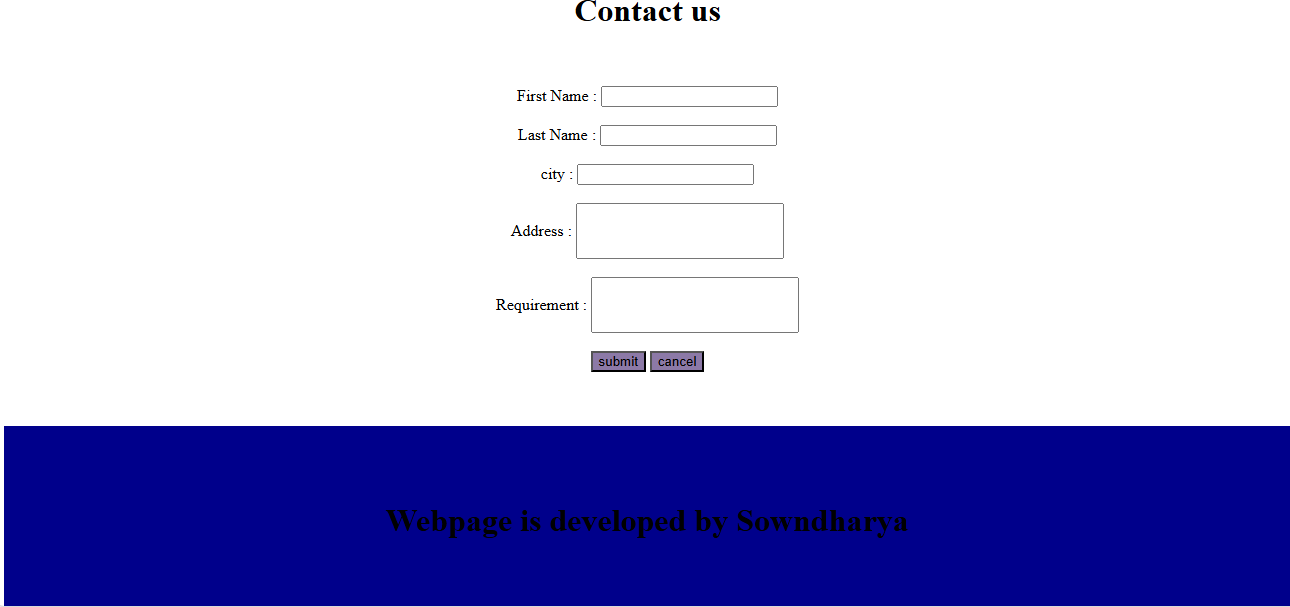 Contact us
First Name :
Last Name :
city :
Address :
Requirement :
submit cancel
Webpage is developed by Sowndharya